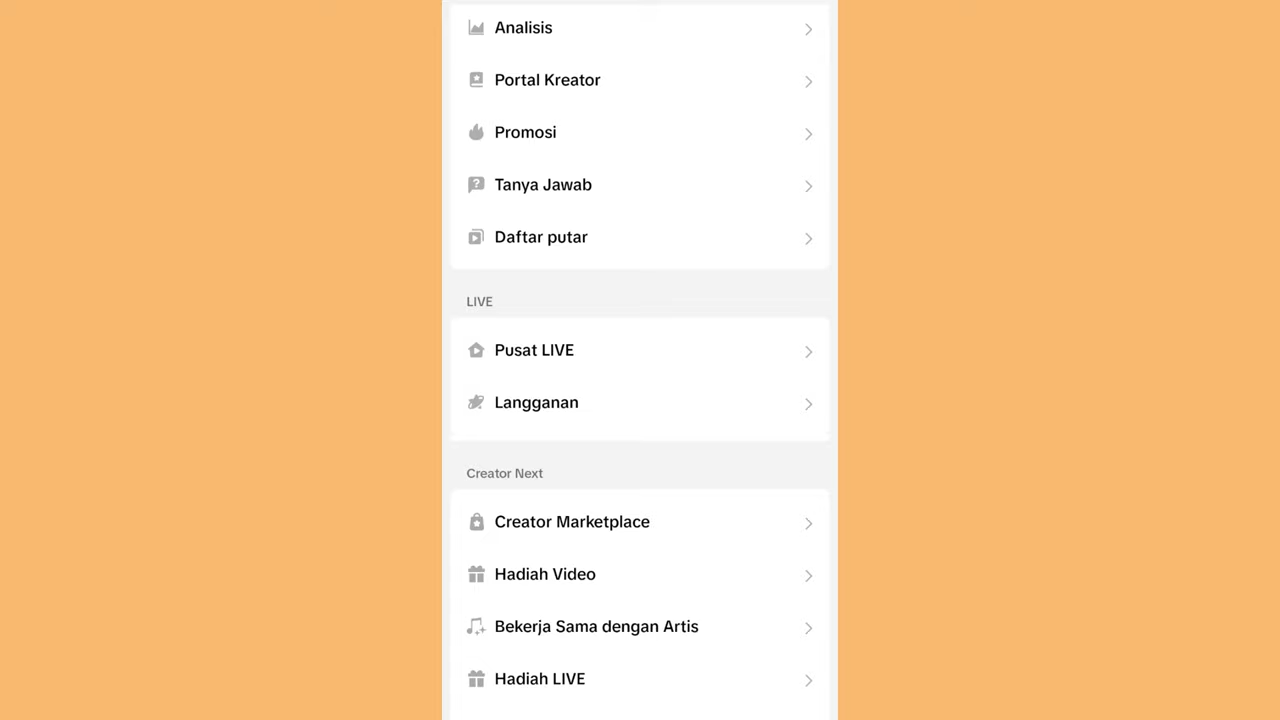 Analisis
Portal Kreator
Promosi
Tanya Jawab
Daftar putar
LIVE
Pusat LIVE
Langganan
Creator Next
Creator Marketplace
Hadiah Video
Bekerja Sama dengan Artis
Hadiah LIVE